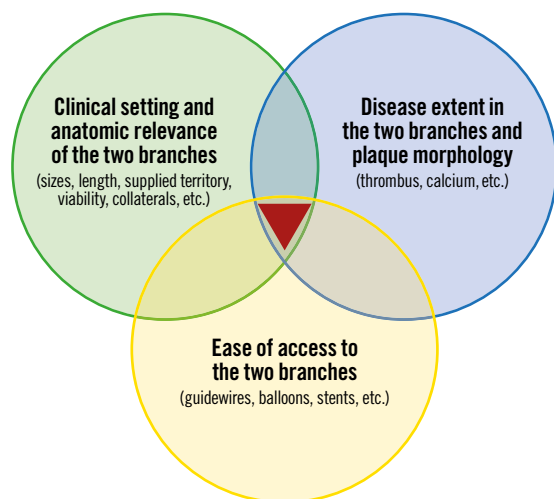 Clinical setting and
anatomic relevance
of the two branches
(sizes, length, supplied territory,
viability, collaterals, etc.)
Disease extent in
the two branches and
plaque morphology
(thrombus, calcium, etc.)
Ease of access to
the two branches
(guidewires, balloons, stents, etc.)